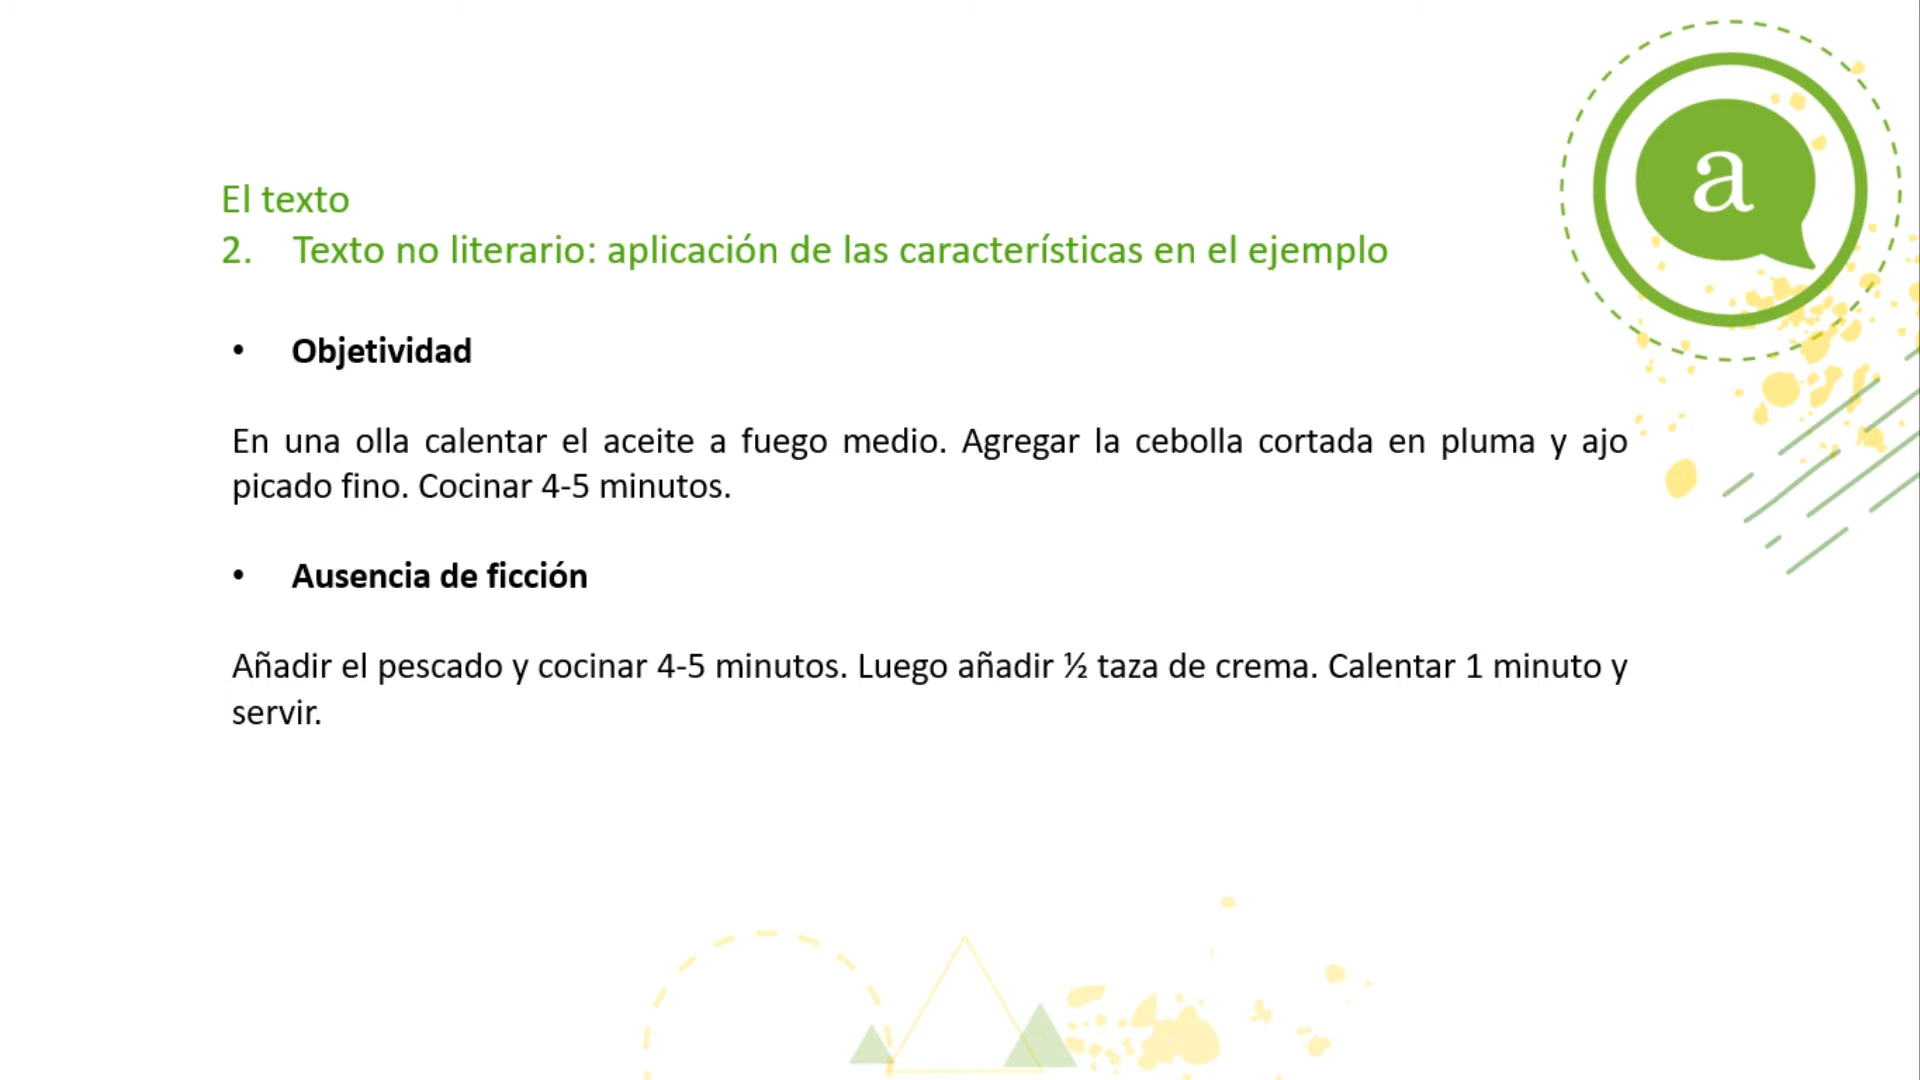 a
El texto
2. Texto no literario: aplicación de las características en el ejemplo
• Objetividad
En una olla calentar el aceite a fuego medio. Agregar la cebolla cortada en pluma y ajo
picado fino. Cocinar 4-5 minutos.
• Ausencia de ficción
Añadir el pescado y cocinar 4-5 minutos. Luego añadir ½ taza de crema. Calentar 1 minuto y
servir.